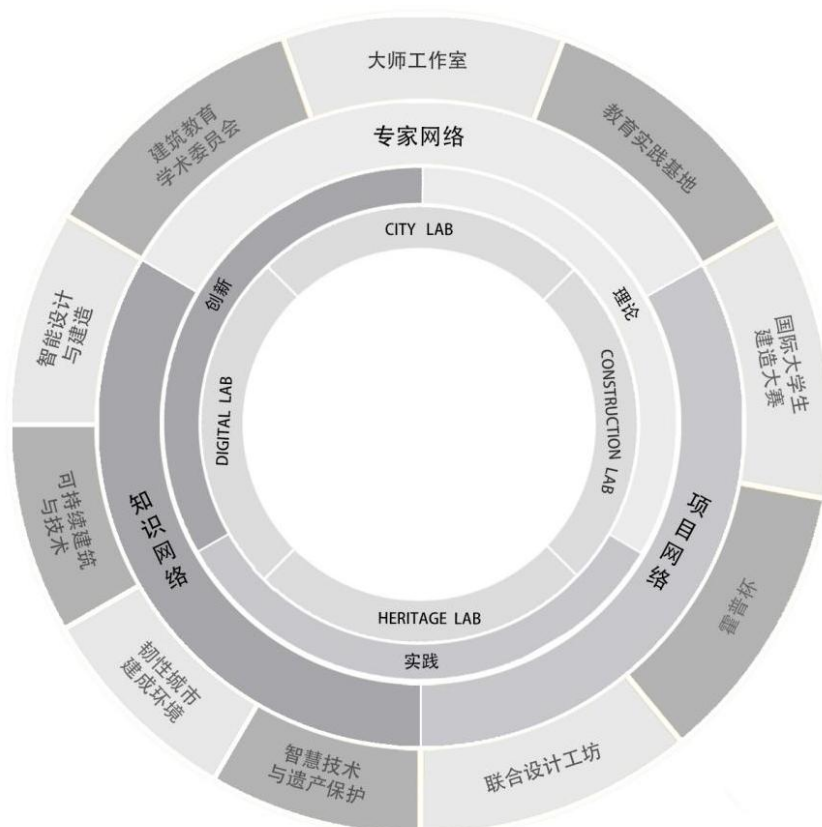 大师工作室
教育实践基地
国际大学生
建造大赛
霍普杯
联合设计工坊
智慧技术
与遗产保护
韧性城市
建成环境
可持续建筑
与技术
智能设计
与建造
建筑教育
学术委员会
专家网络
项目网络
知识网络
创新
理论
实践
CITY LAB
CONSTRUCTION LAB
HERITAGE LAB
DIGITAL LAB